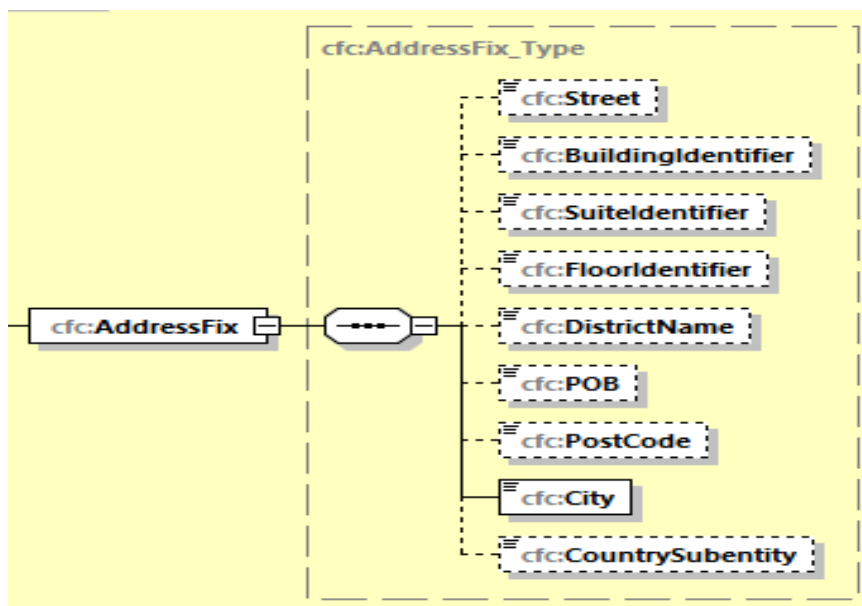 cfc:AddressFix_Type
cfc:Street
cfc:BuildingIdentifier
cfc:SuiteIdentifier
cfc:FloorIdentifier
cfc:AddressFix
cfc:DistrictName
cfc:POB
cfc:PostCode
cfc:City
cfc:CountrySubentity